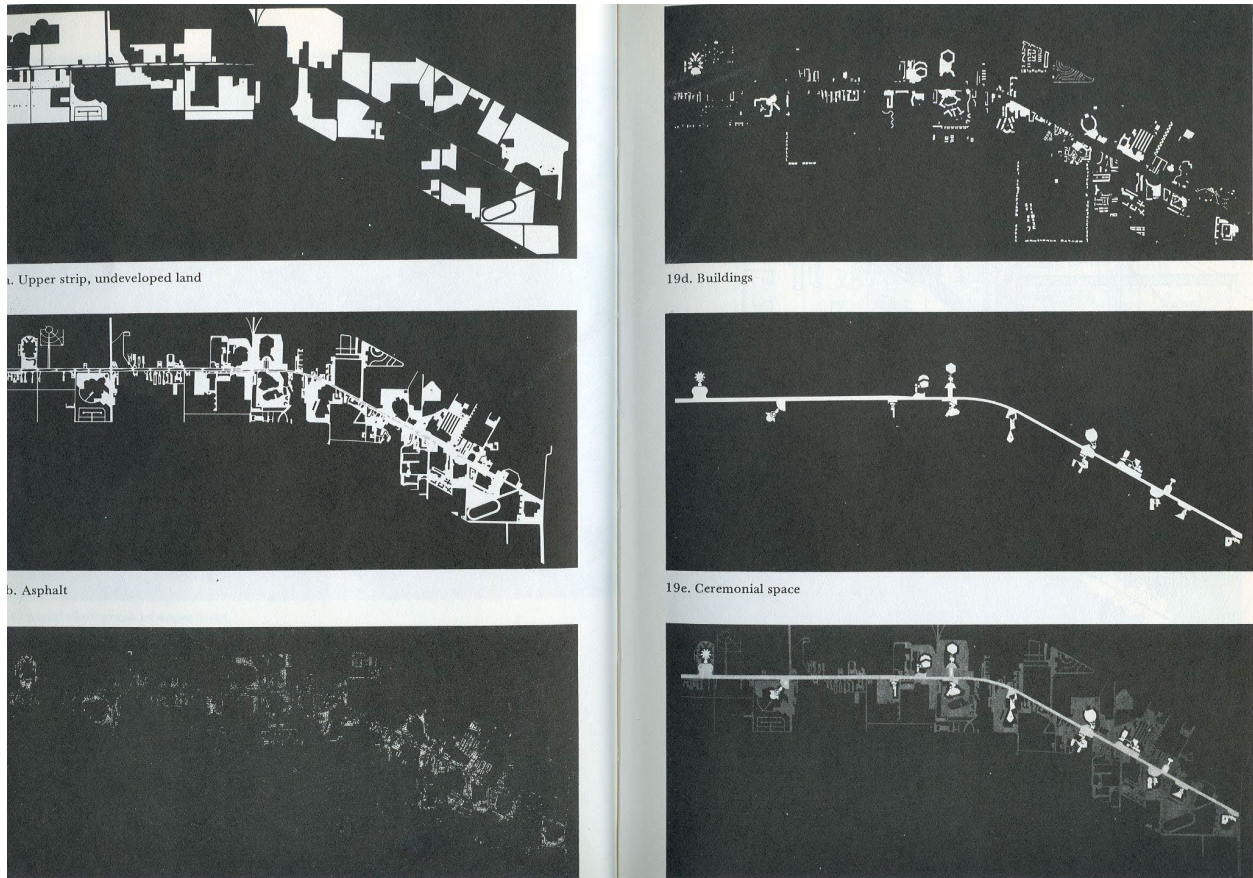 a. Upper strip, undeveloped land
b. Asphalt
19d. Buildings
19e. Ceremonial space